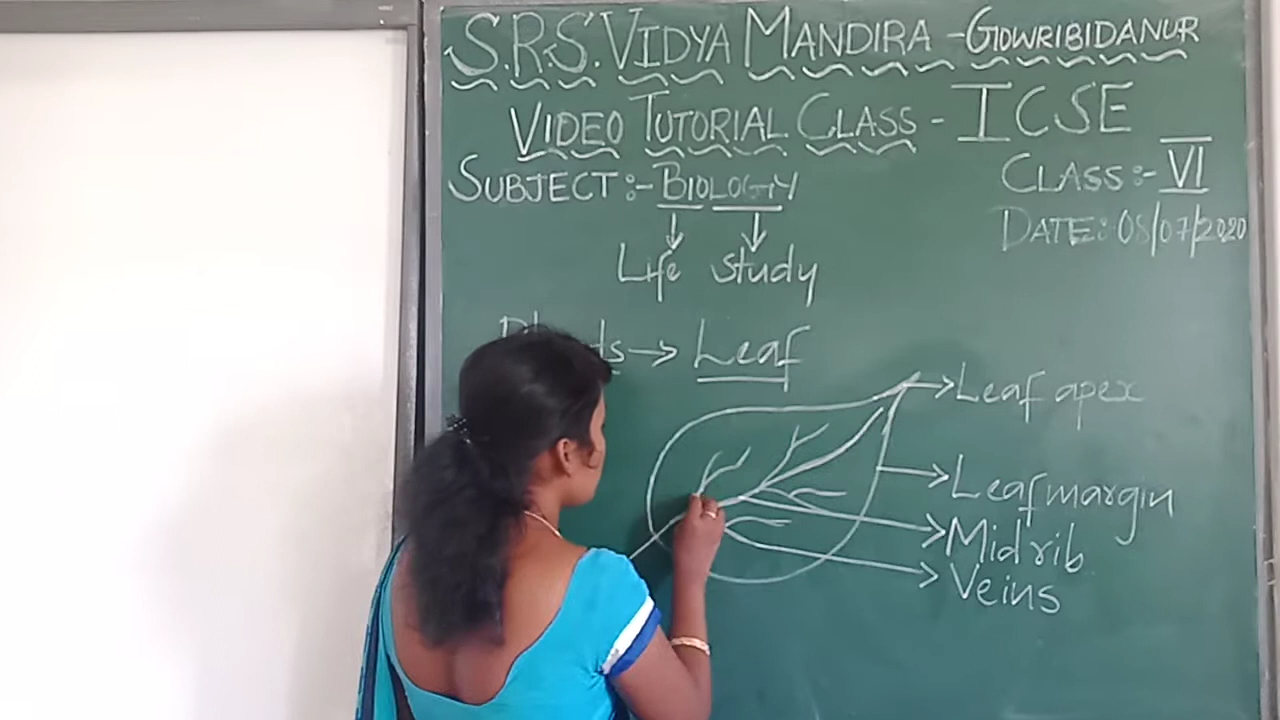 S.R.S. VIDYA MANDIRA - GOWRIBIDANUR
VIDEO TUTORIAL CLASS - ICSE
SUBJECT :- BIOLOGY
CLASS :- VI
DATE: 08/07/2020
Life study
→ Leaf
Leaf apex
Leaf margin
Midrib
Veins